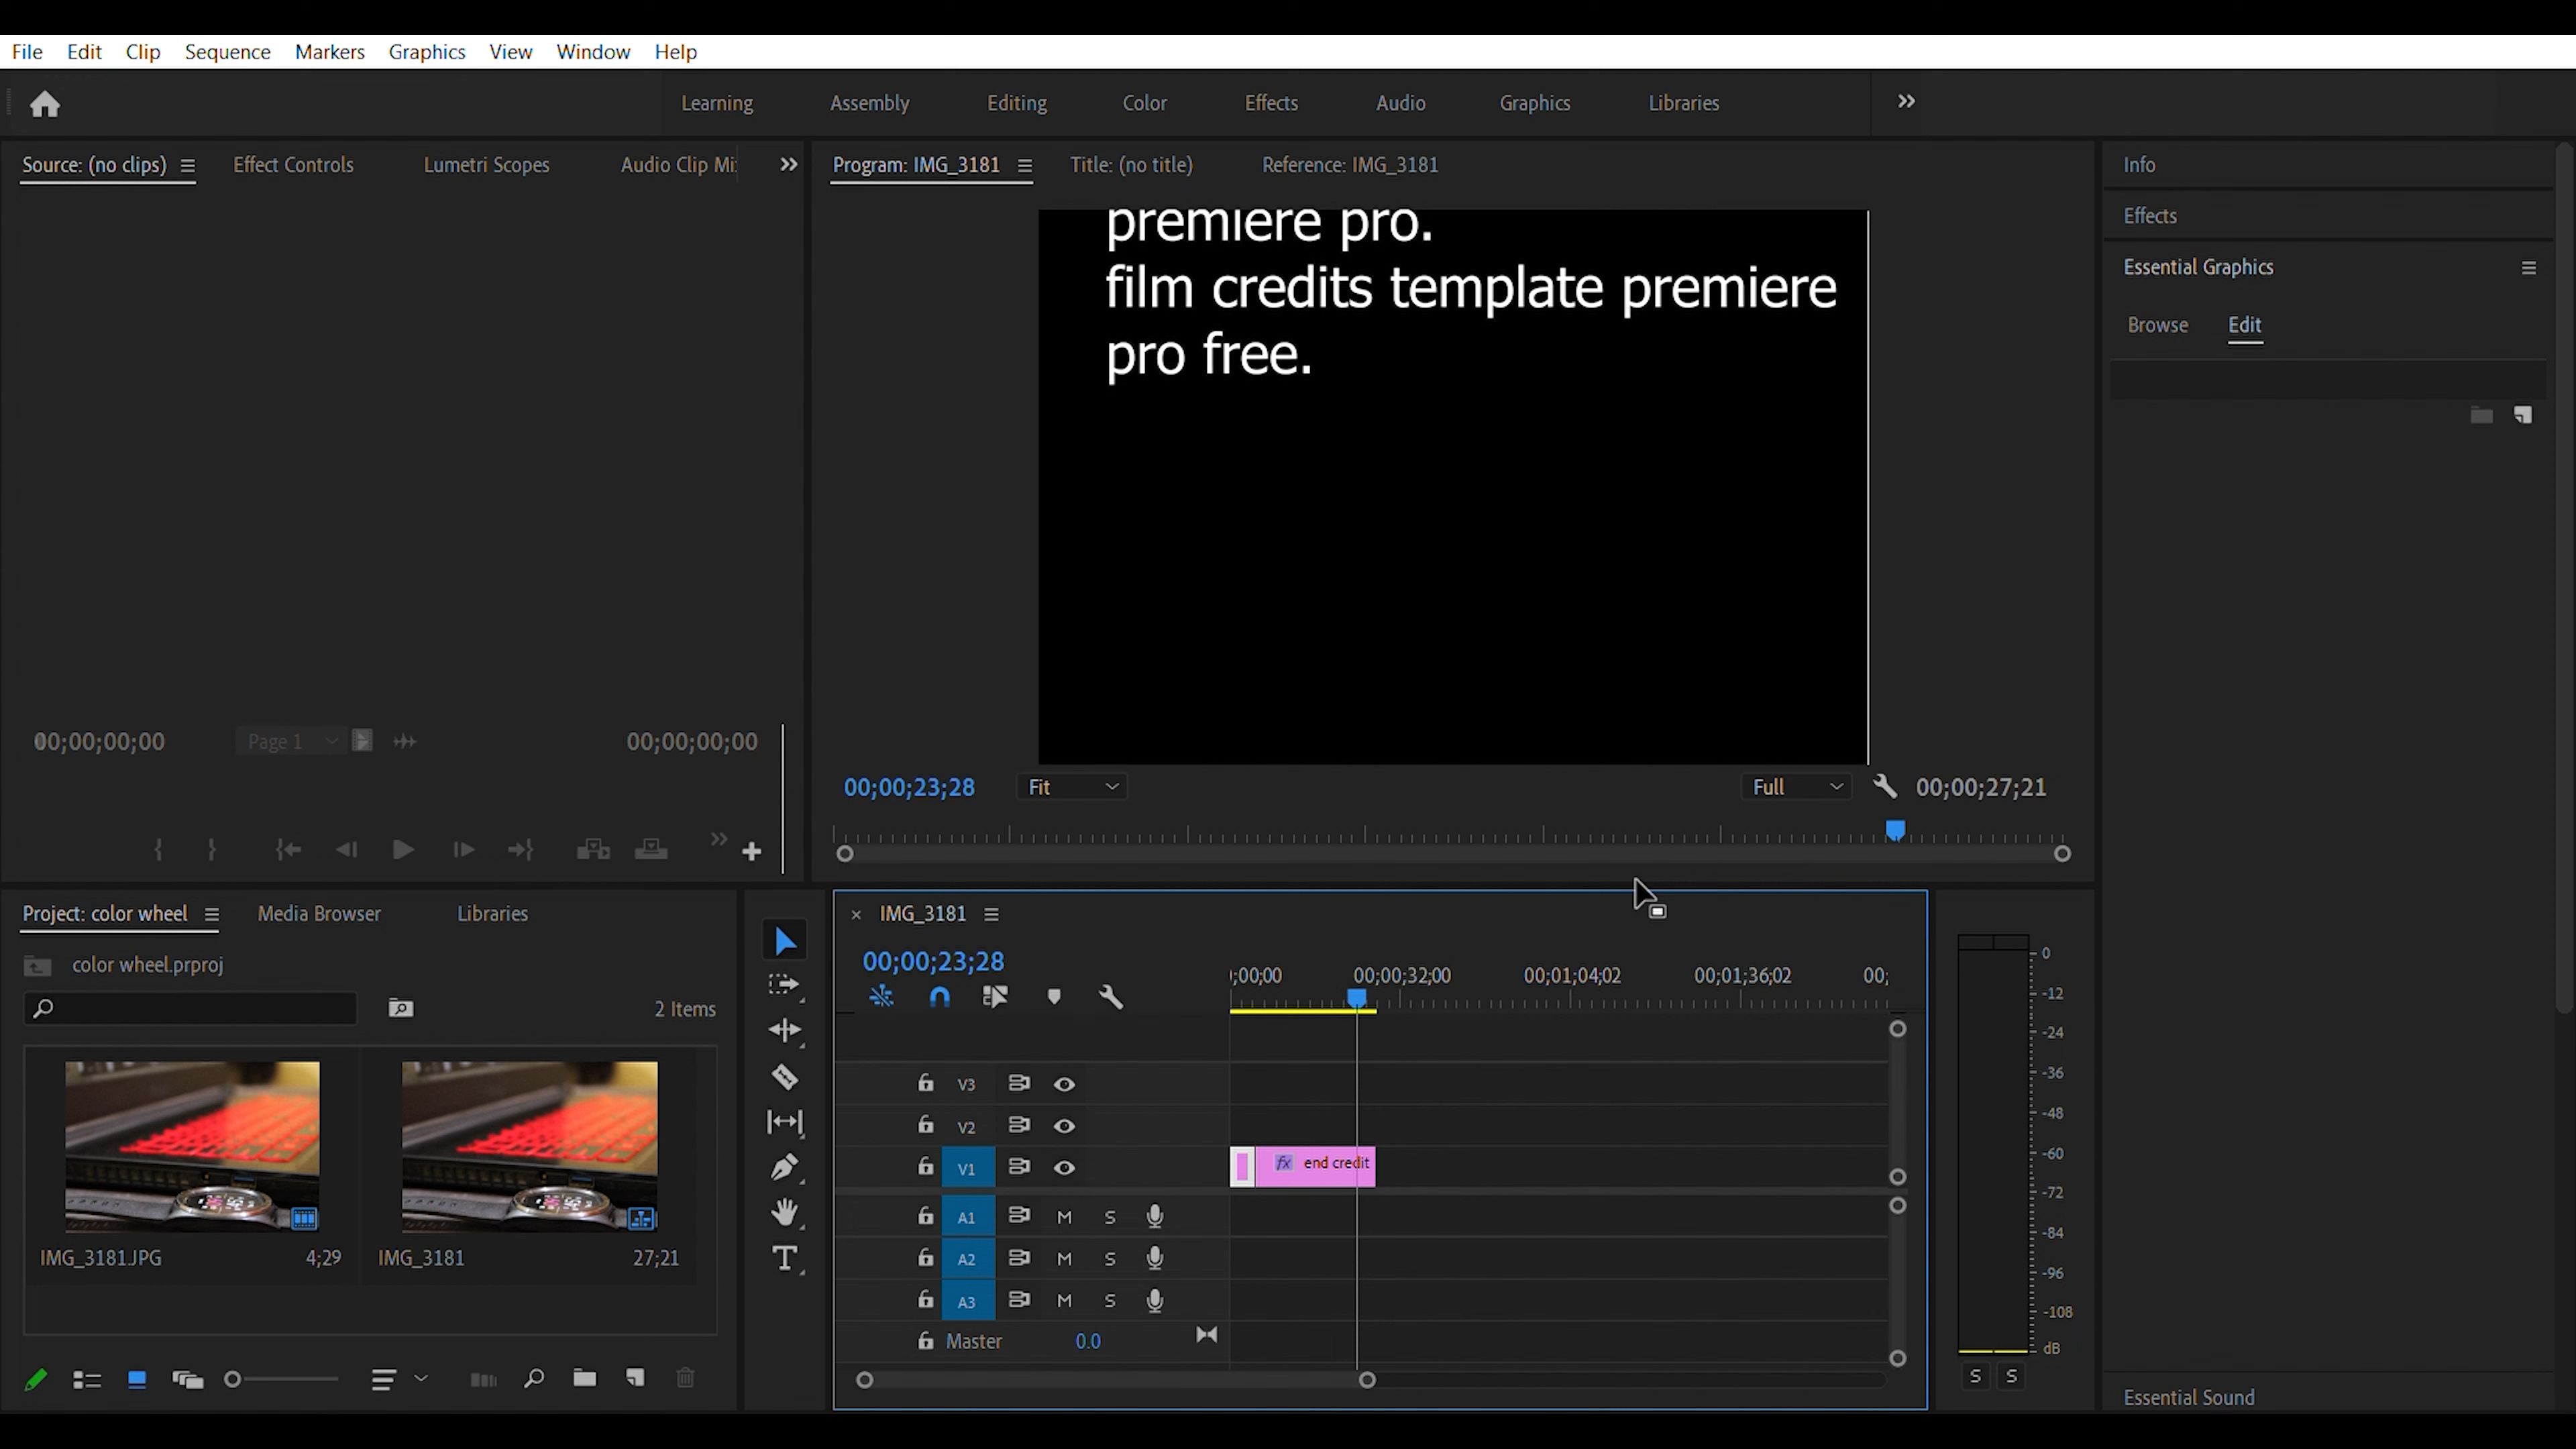 File Edit Clip Sequence Markers Graphics View Window Help
Learning Assembly Editing Color Effects Audio Graphics Libraries
Source: (no clips) Effect Controls Lumetri Scopes Audio Clip Mi
Program: IMG_3181 Title: (no title) Reference: IMG_3181
premiere pro.
film credits template premiere
pro free.
00;00;00;00 Page 1 00;00;00;00
00;00;23;28 Fit Full 00;00;27;21
Info
Effects
Essential Graphics
Browse Edit
Project: color wheel Media Browser Libraries
color wheel.prproj
2 Items
IMG_3181.JPG 4;29 IMG_3181 27;21
T
× IMG_3181
00;00;23;28
;00;00 00;00;32;00 00;01;04;02 00;01;36;02 00;
V3
V2
V1 fx end credit
A1 M S
A2 M S
A3 M S
Master 0.0
0
-12
-24
-36
-48
-60
-72
-84
-96
-108
dB
S S
Essential Sound